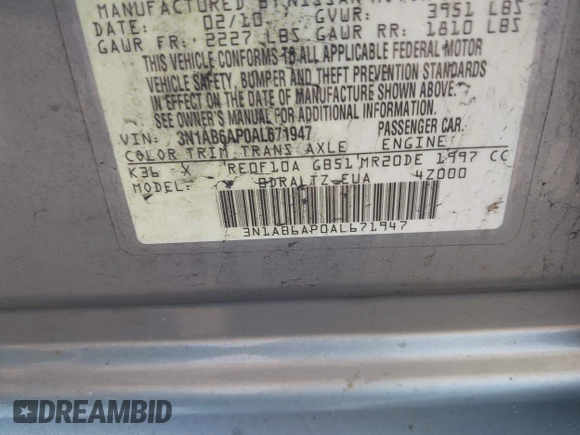 MANUFACTURED BY NISSAN
DATE: 02/10 GVWR: 3951 LBS
GAWR FR: 2227 LBS GAWR RR: 1810 LBS
THIS VEHICLE CONFORMS TO ALL APPLICABLE FEDERAL MOTOR
VEHICLE SAFETY, BUMPER AND THEFT PREVENTION STANDARDS
IN EFFECT ON THE DATE OF MANUFACTURE SHOWN ABOVE.
SEE OWNER'S MANUAL FOR ADDITIONAL INFORMATION.
VIN: 3N1AB6AP0AL671947 PASSENGER CAR
COLOR TRIM TRANS AXLE ENGINE
K36 X RE0F10A GB51 MR20DE 1997 CC
MODEL: BDRALTZ-EUA 4Z000
3N1AB6AP0AL671947
DREAMBID